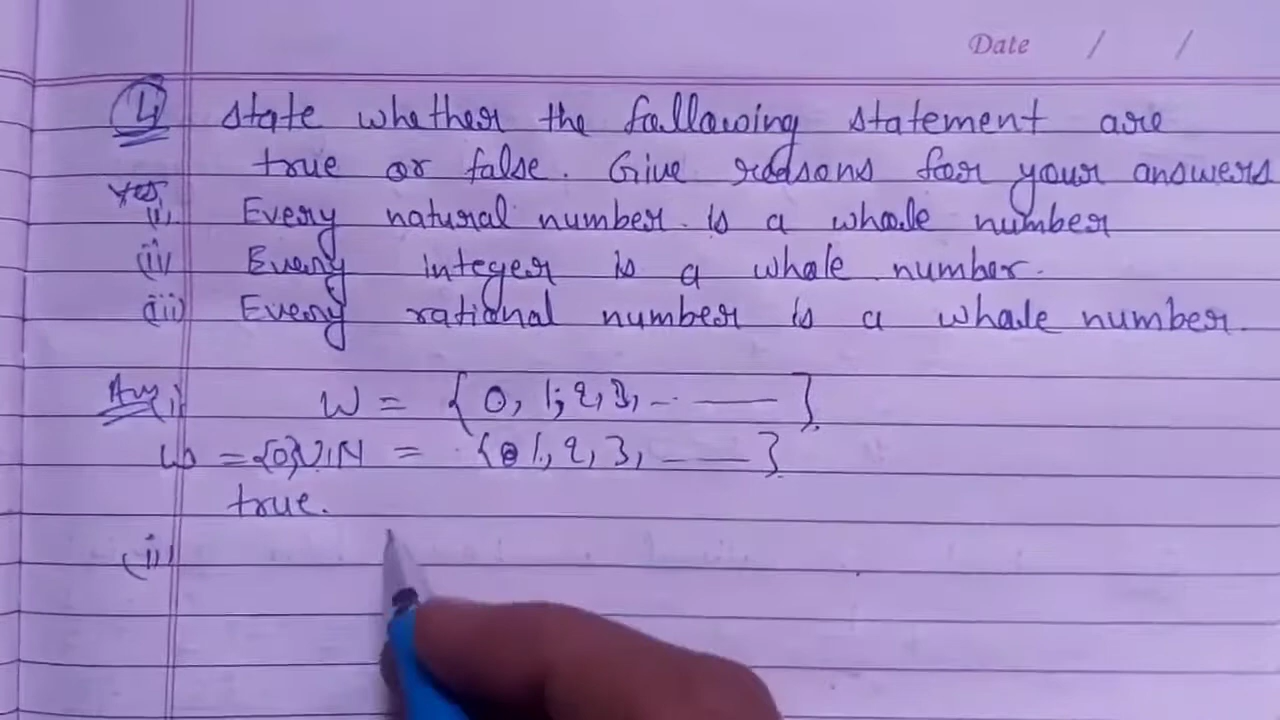 Date / /
4 state whether the following statement are
true or false. Give reasons for your answers
Yes
(i) Every natural number is a whole number
(ii) Every integer is a whole number.
(iii) Every rational number is a whole number.
Ans(i) W = {0, 1, 2, 3, ... ——— }
W = {0}UN = {0 1, 2, 3, ——— }
true.
(ii)